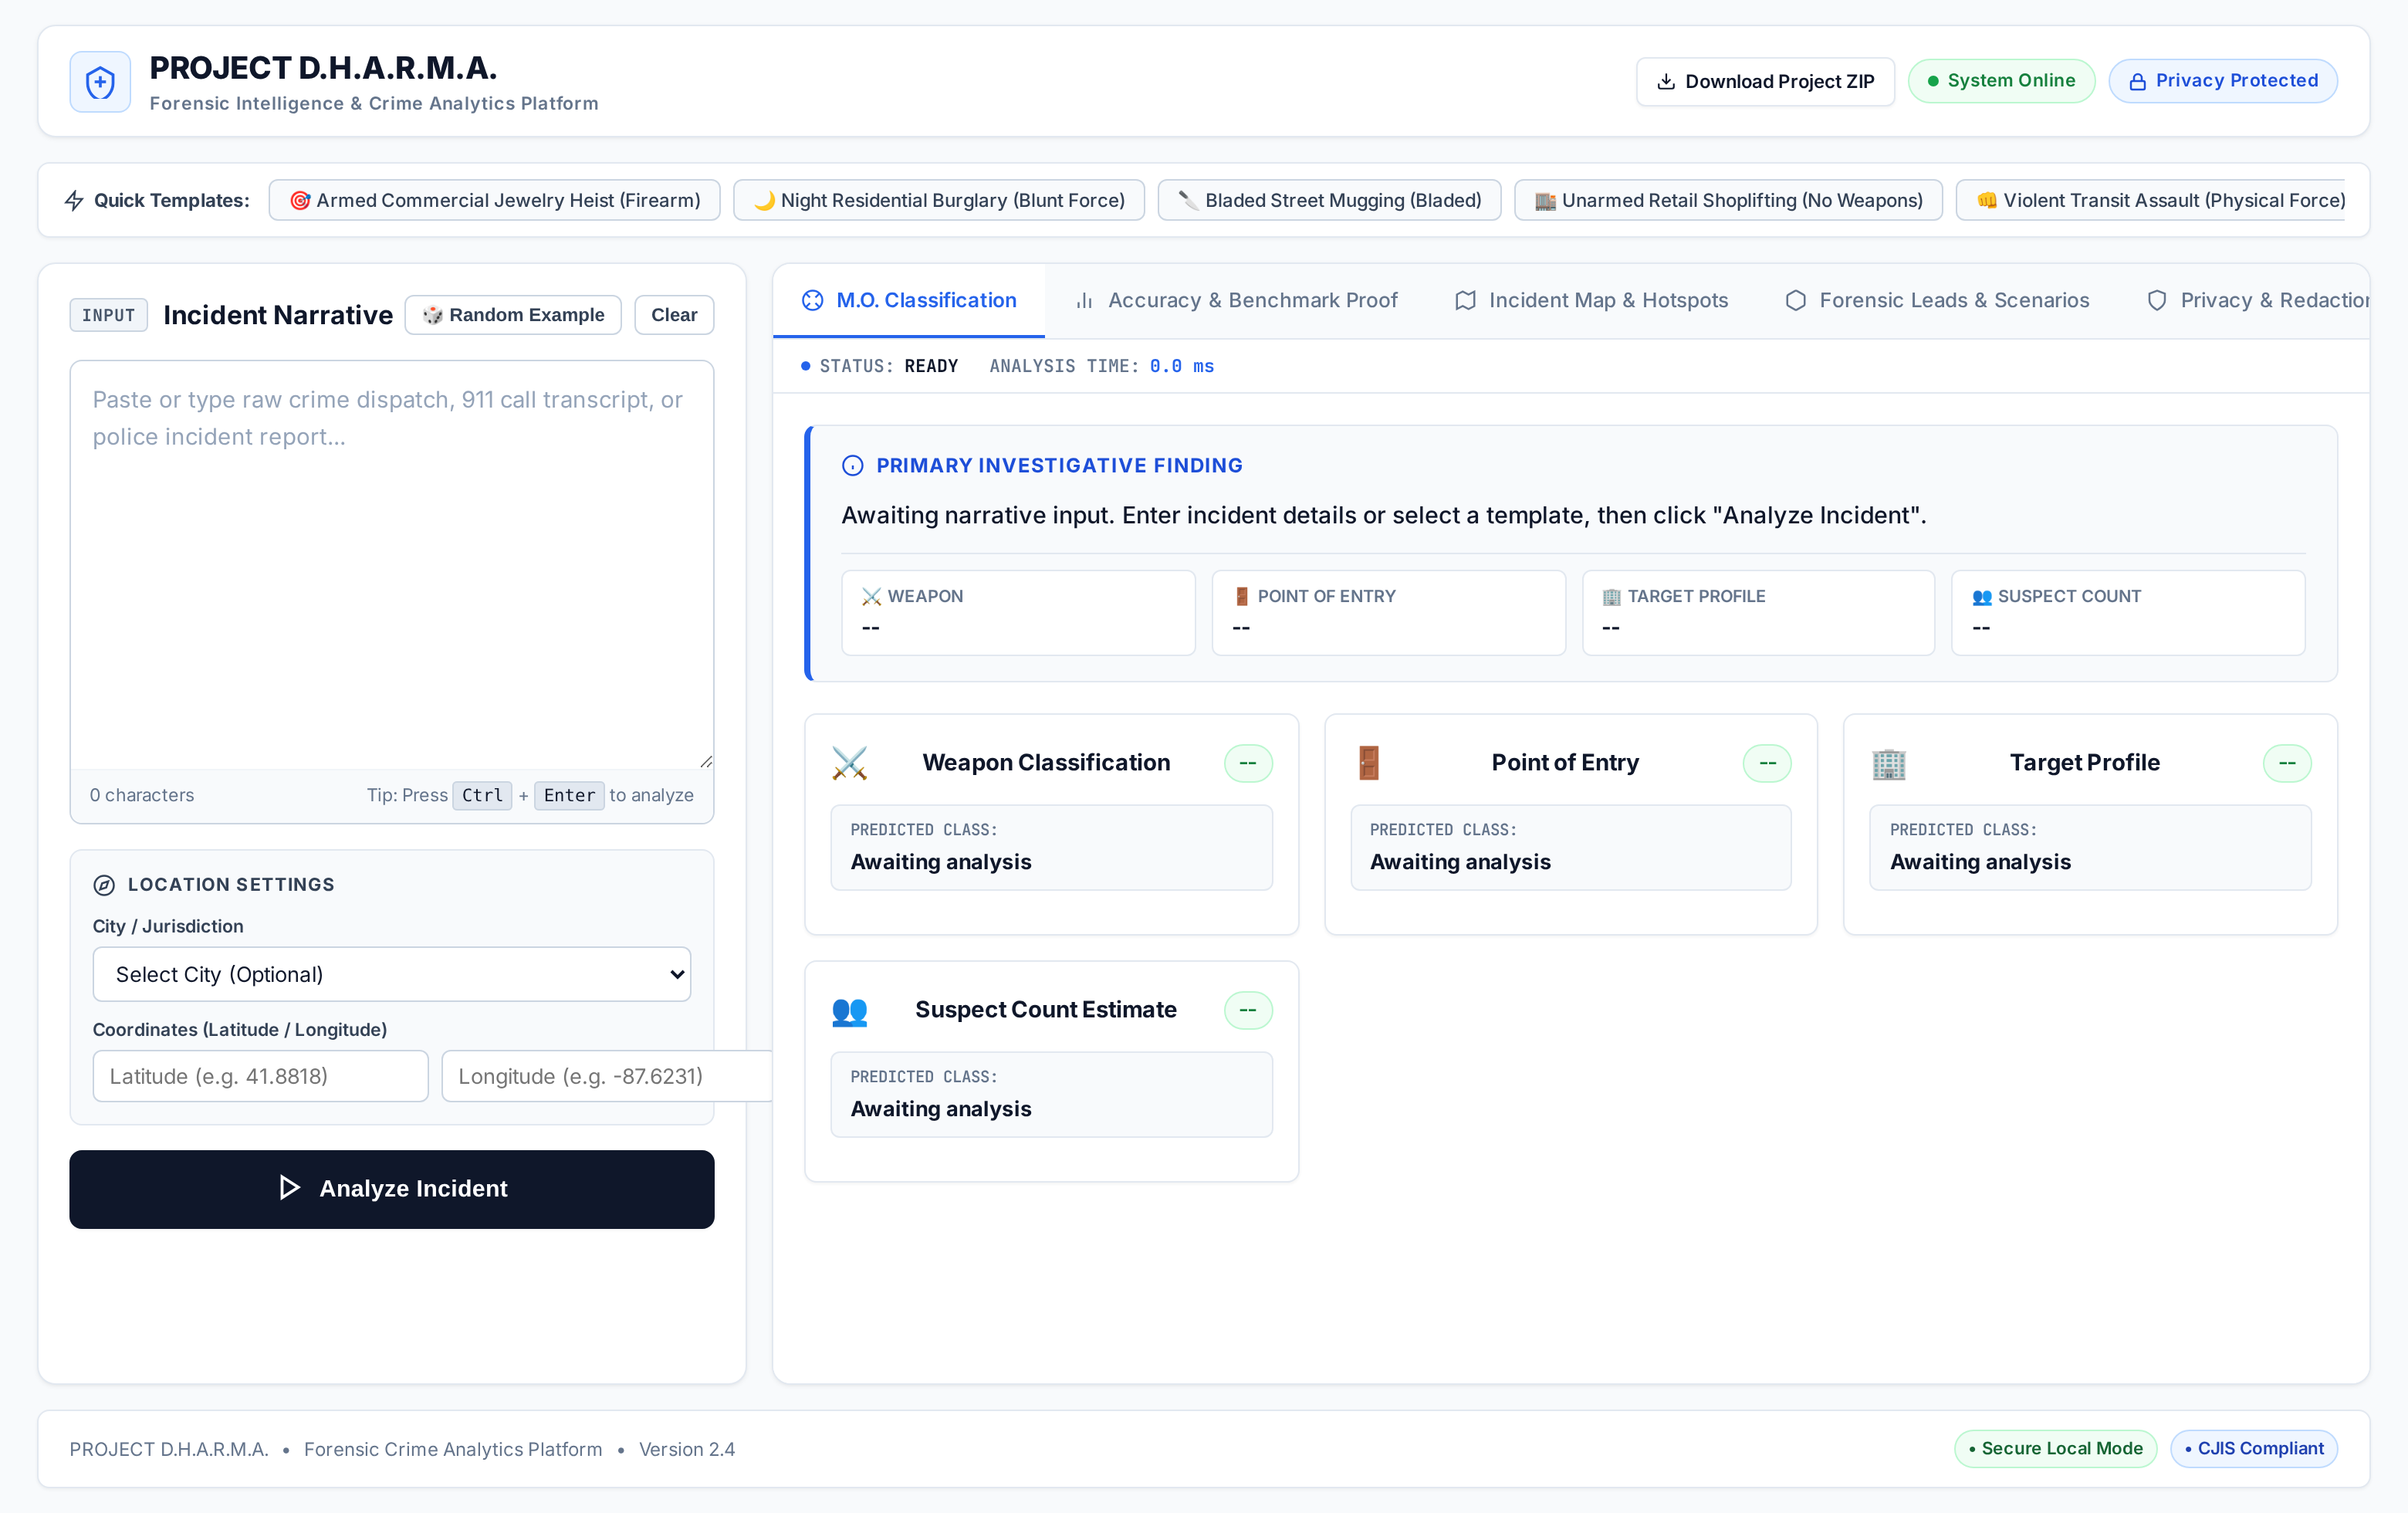 PROJECT D.H.A.R.M.A.
Forensic Intelligence & Crime Analytics Platform
Download Project ZIP
System Online
Privacy Protected
Quick Templates:
🎯 Armed Commercial Jewelry Heist (Firearm)
🌙 Night Residential Burglary (Blunt Force)
🔪 Bladed Street Mugging (Bladed)
🏬 Unarmed Retail Shoplifting (No Weapons)
👊 Violent Transit Assault (Physical Force)
INPUT
Incident Narrative
🎲 Random Example
Clear
Paste or type raw crime dispatch, 911 call transcript, or
police incident report...
0 characters
Tip: Press Ctrl + Enter to analyze
LOCATION SETTINGS
City / Jurisdiction
Select City (Optional)
Coordinates (Latitude / Longitude)
Latitude (e.g. 41.8818)
Longitude (e.g. -87.6231)
Analyze Incident
M.O. Classification
Accuracy & Benchmark Proof
Incident Map & Hotspots
Forensic Leads & Scenarios
Privacy & Redaction
STATUS: READY
ANALYSIS TIME: 0.0 ms
PRIMARY INVESTIGATIVE FINDING
Awaiting narrative input. Enter incident details or select a template, then click "Analyze Incident".
⚔️ WEAPON
--
🚪 POINT OF ENTRY
--
🏢 TARGET PROFILE
--
👥 SUSPECT COUNT
--
Weapon Classification
--
PREDICTED CLASS:
Awaiting analysis
Point of Entry
--
PREDICTED CLASS:
Awaiting analysis
Target Profile
--
PREDICTED CLASS:
Awaiting analysis
Suspect Count Estimate
--
PREDICTED CLASS:
Awaiting analysis
PROJECT D.H.A.R.M.A. • Forensic Crime Analytics Platform • Version 2.4
• Secure Local Mode
• CJIS Compliant